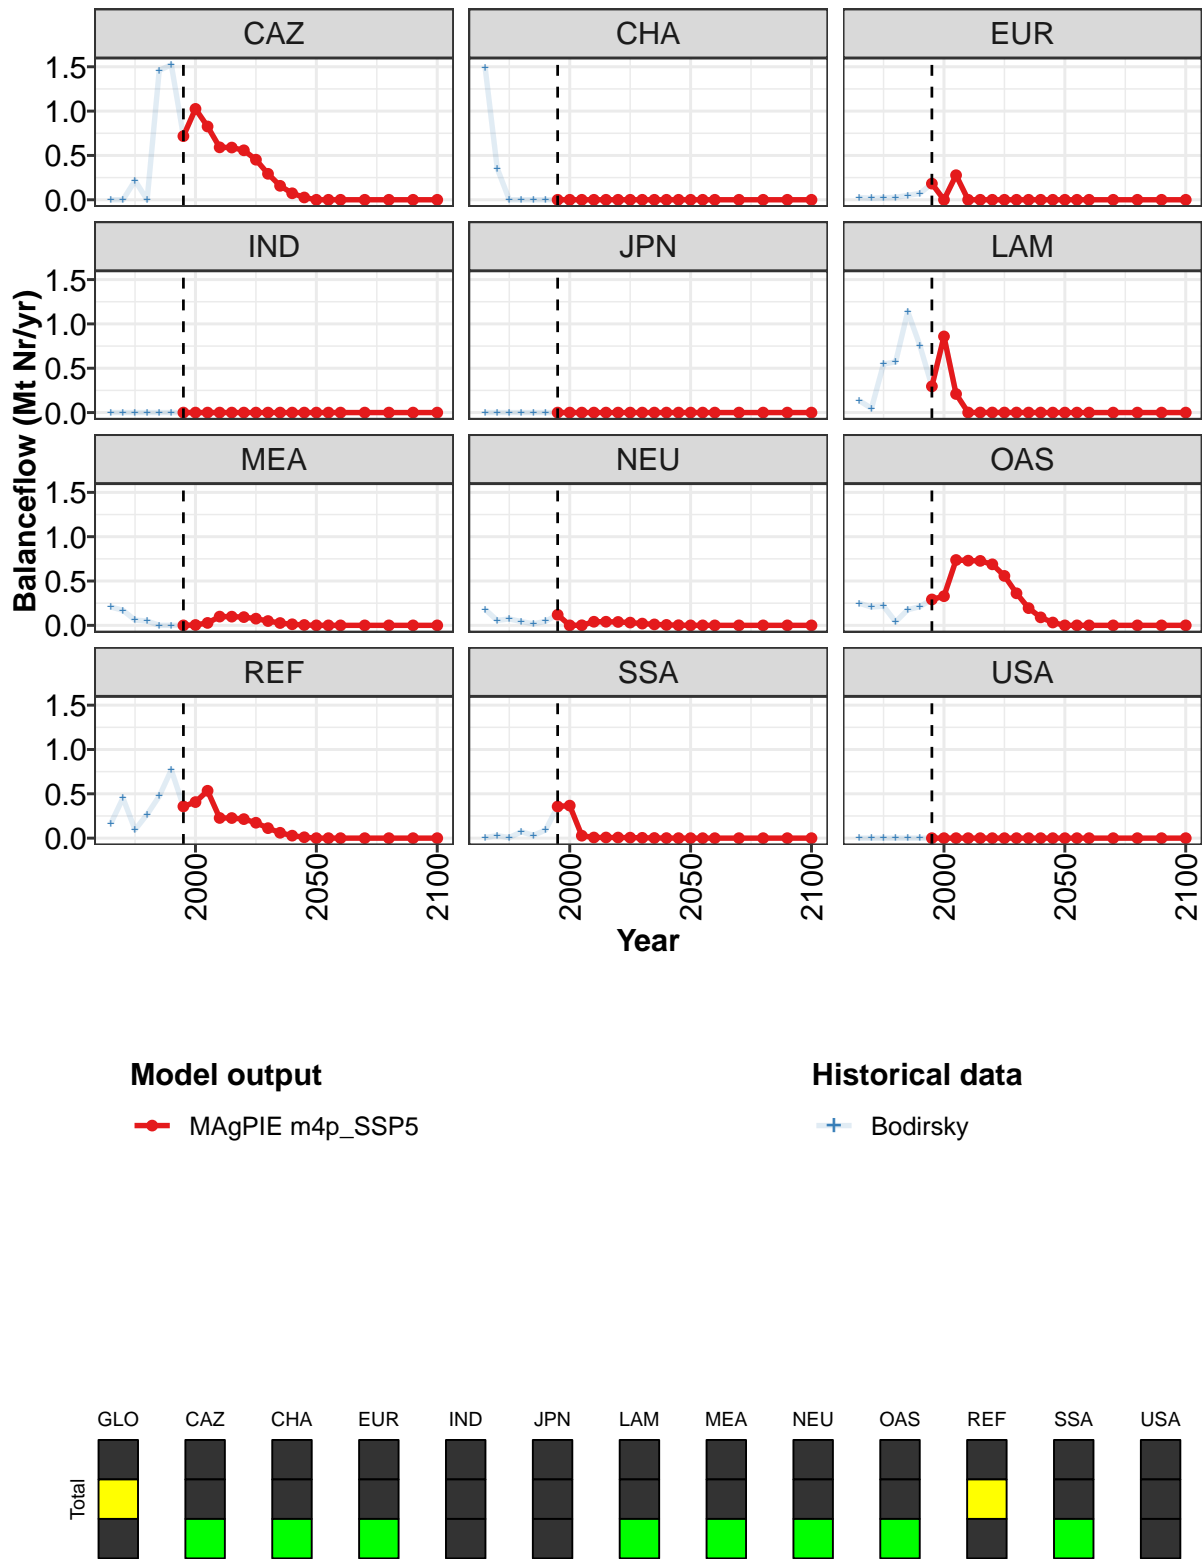 CAZ CHA EUR
1.5
1.0
0.5
0.0
IND JPN LAM
1.5
1.0
0.5
0.0
MEA NEU OAS
1.5
1.0
0.5
0.0
REF SSA USA
1.5
1.0
0.5
0.0
Balanceflow (Mt Nr/yr)
2000 2050 2100 2000 2050 2100 2000 2050 2100
Year
Model output Historical data
MAgPIE m4p_SSP5 Bodirsky
GLO CAZ CHA EUR IND JPN LAM MEA NEU OAS REF SSA USA
Total